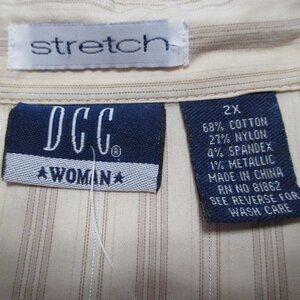 stretch
DCC®
★WOMAN★
2X
68% COTTON
27% NYLON
4% SPANDEX
1% METALLIC
MADE IN CHINA
RN NO 81862
SEE REVERSE FOR
WASH CARE